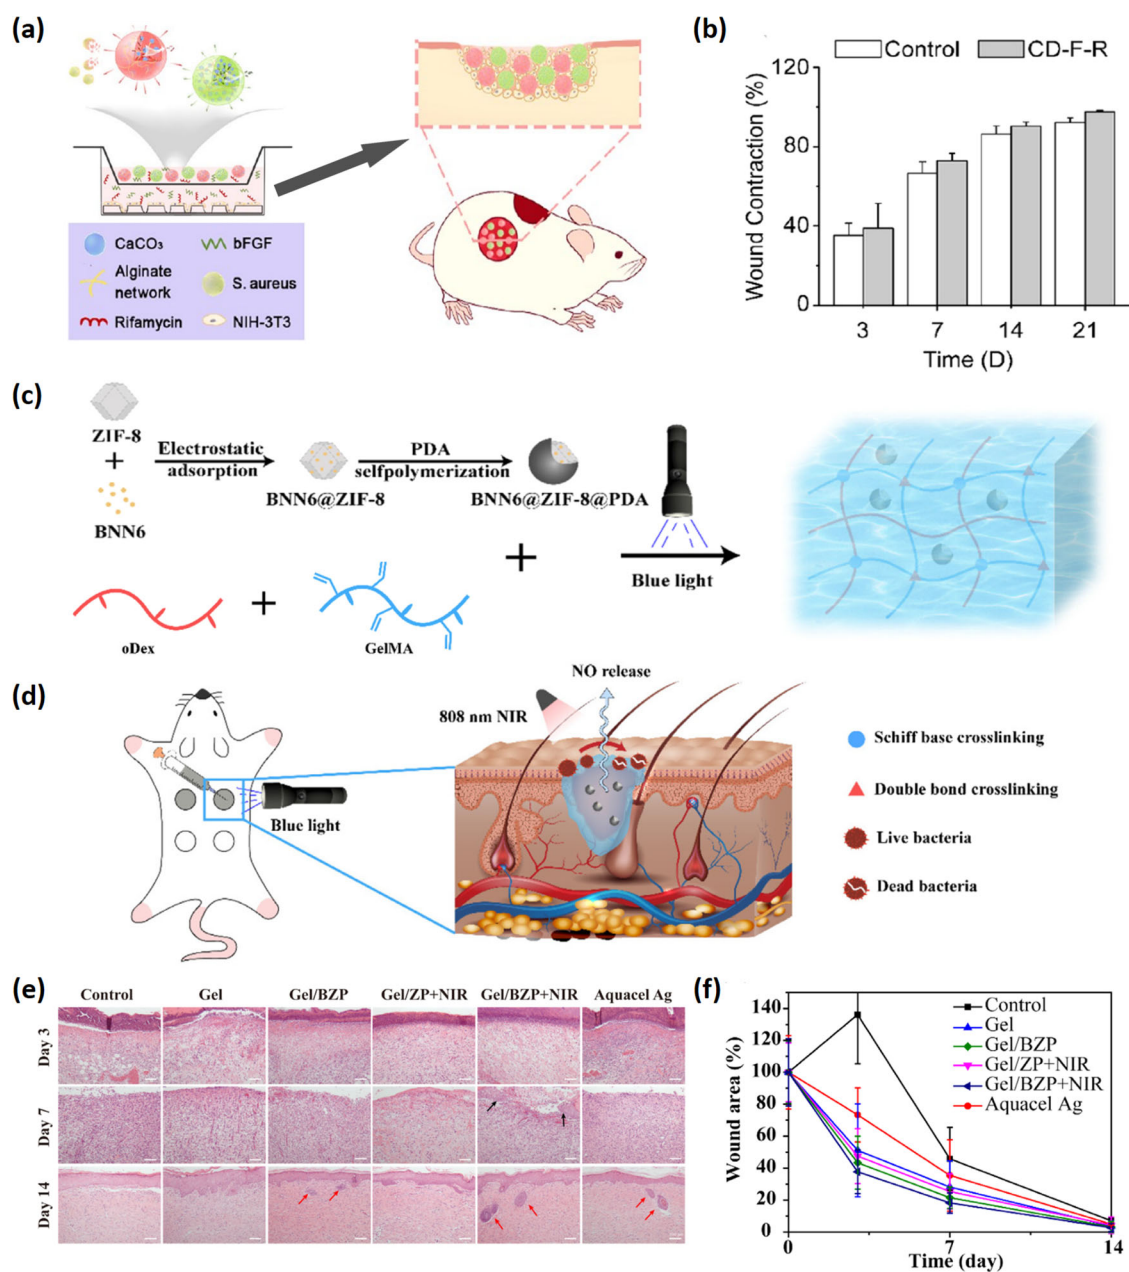 (a)
CaCO₃
bFGF
Alginate
network
S. aureus
Rifamycin
NIH-3T3
(b)
Control
CD-F-R
120
80
40
0
Wound Contraction (%)
3
7
14
21
Time (D)
(c)
ZIF-8
+
BNN6
Electrostatic
adsorption
BNN6@ZIF-8
PDA
selfpolymerization
BNN6@ZIF-8@PDA
+
Blue light
oDex
+
GelMA
(d)
Blue light
NO release
808 nm NIR
Schiff base crosslinking
Double bond crosslinking
Live bacteria
Dead bacteria
(e)
Control
Gel
Gel/BZP
Gel/ZP+NIR
Gel/BZP+NIR
Aquacel Ag
Day 3
Day 7
Day 14
(f)
140
120
100
80
60
40
20
0
Wound area (%)
Control
Gel
Gel/BZP
Gel/ZP+NIR
Gel/BZP+NIR
Aquacel Ag
0
7
14
Time (day)